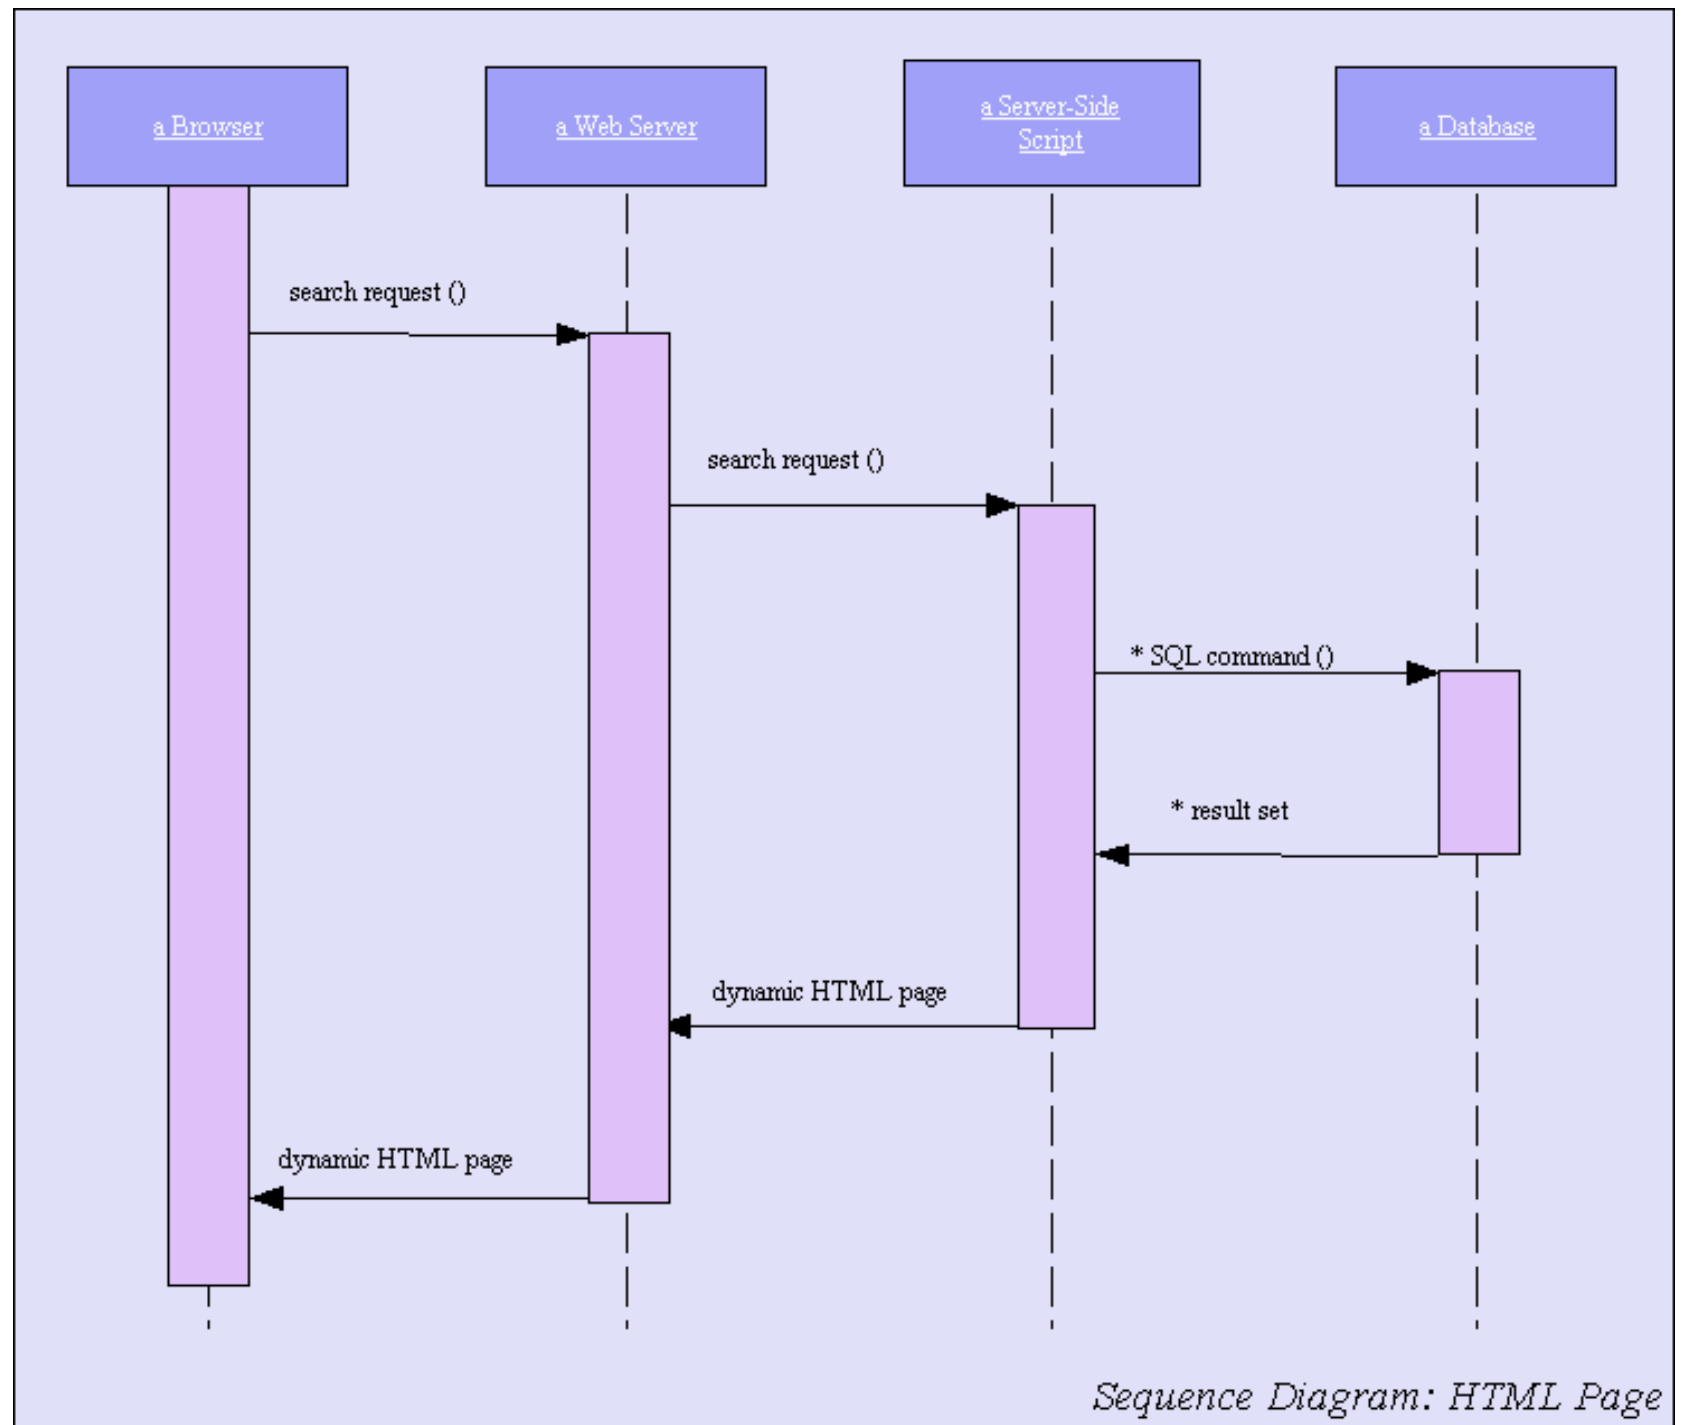 a Browser
a Web Server
a Server-Side
Script
a Database
search request ()
search request ()
* SQL command ()
* result set
dynamic HTML page
dynamic HTML page
Sequence Diagram: HTML Page